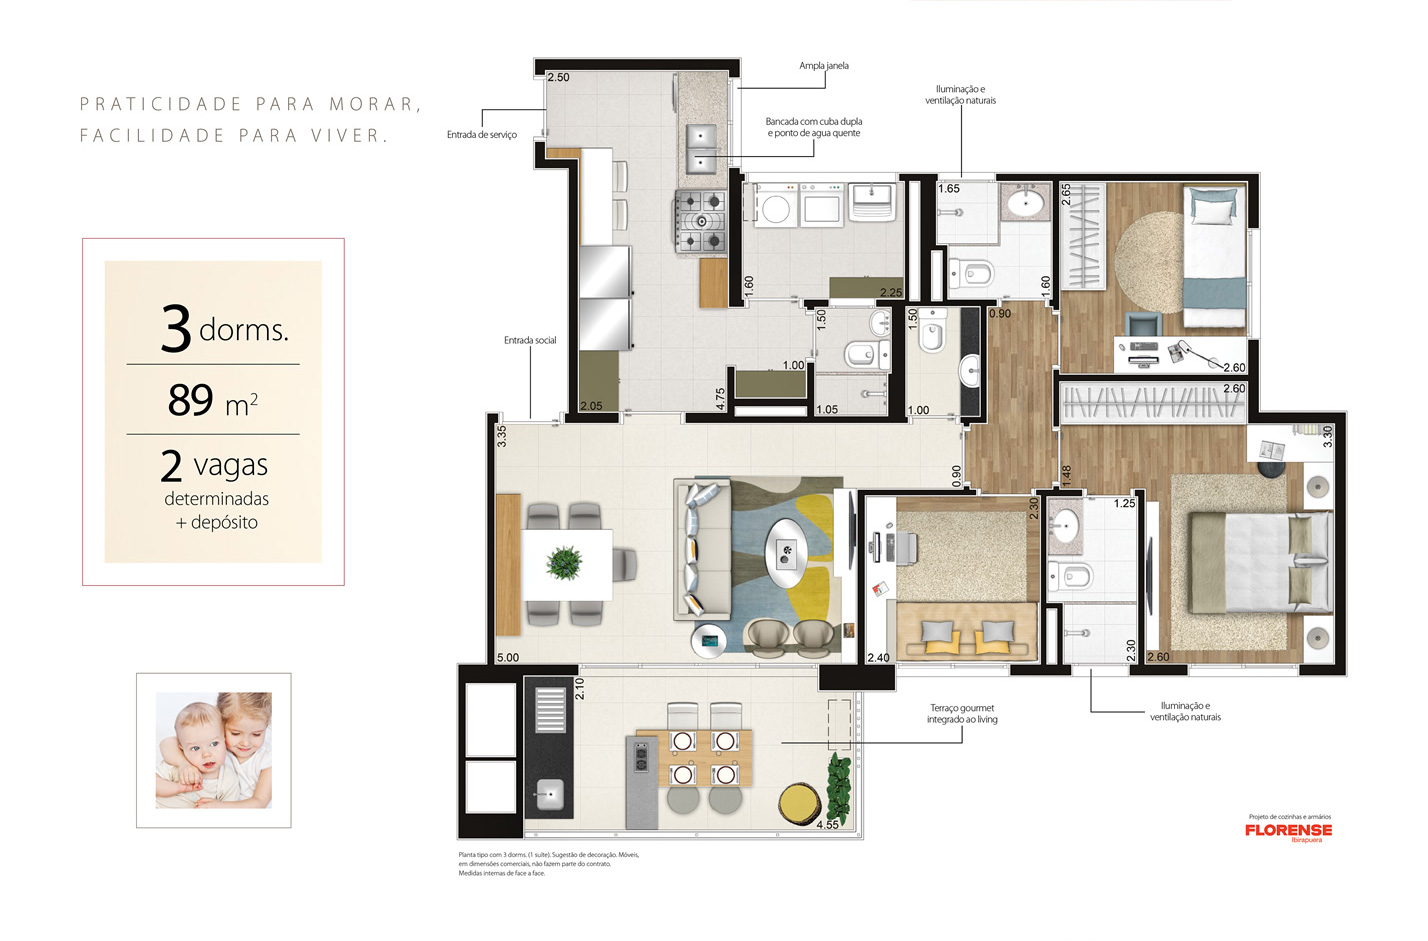 PRATICIDADE PARA MORAR,
FACILIDADE PARA VIVER.
3 dorms.
89 m²
2 vagas
determinadas
+ depósito
Ampla janela
Iluminação e
ventilação naturais
Bancada com cuba dupla
e ponto de agua quente
Entrada de serviço
Entrada social
2.50
1.65
1.60
2.65
2.60
1.60
2.25
0.90
1.50
1.50
1.00
1.05
1.00
2.05
4.75
2.60
3.35
0.90
1.48
3.30
2.30
1.25
5.00
2.40
2.30
2.60
2.10
4.55
Terraço gourmet
integrado ao living
Iluminação e
ventilação naturais
Planta tipo com 3 dorms. (1 suíte). Sugestão de decoração. Móveis,
em dimensões comerciais, não fazem parte do contrato.
Medidas internas de face a face.
Projeto de cozinhas e armários
FLORENSE
Ibirapuera